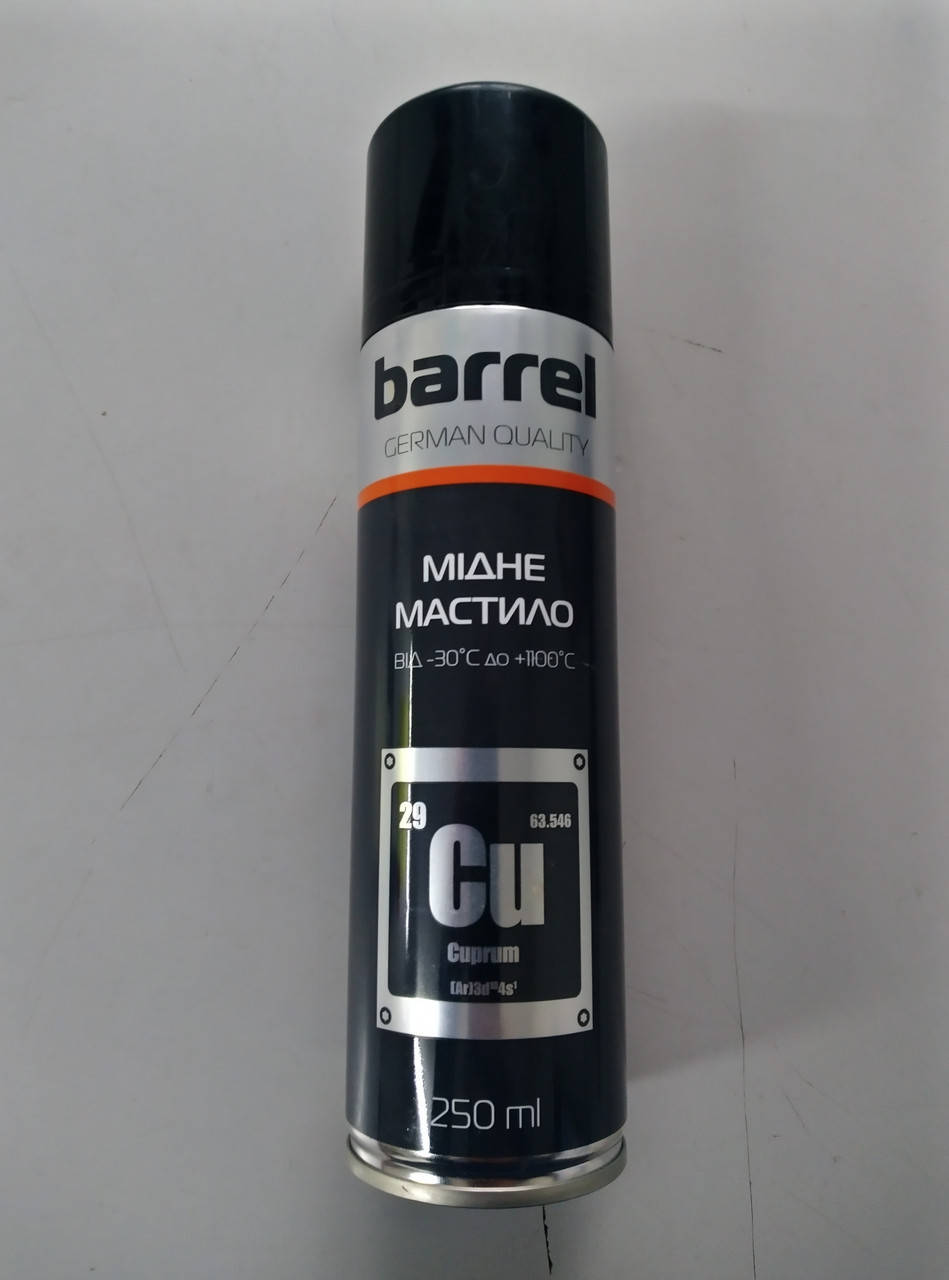 barrel
GERMAN QUALITY
МІДНЕ
МАСТИЛО
ВІД -30°C ДО +1100°C
29
63.546
Cu
Cuprum
(Ar)3d¹⁰4s¹
250 ml